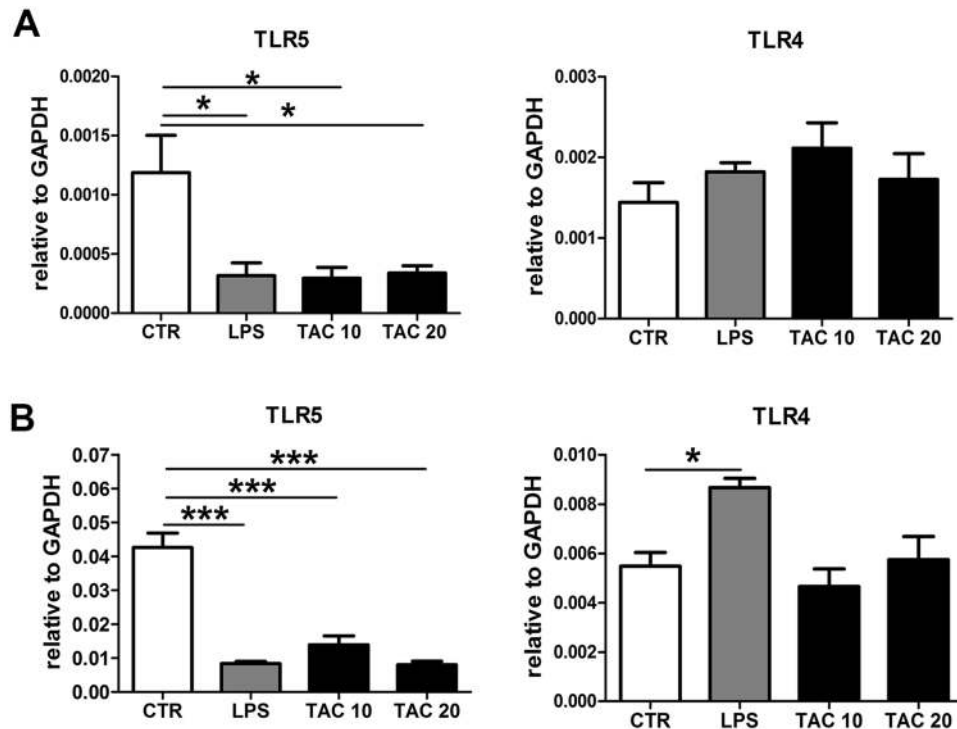 A
TLR5
relative to GAPDH
0.0020
0.0015
0.0010
0.0005
0.0000
*
*
*
CTR LPS TAC 10 TAC 20
TLR4
relative to GAPDH
0.003
0.002
0.001
0.000
CTR LPS TAC 10 TAC 20
B
TLR5
relative to GAPDH
0.07
0.06
0.05
0.04
0.03
0.02
0.01
0.00
***
***
***
CTR LPS TAC 10 TAC 20
TLR4
relative to GAPDH
0.010
0.008
0.006
0.004
0.002
0.000
*
CTR LPS TAC 10 TAC 20